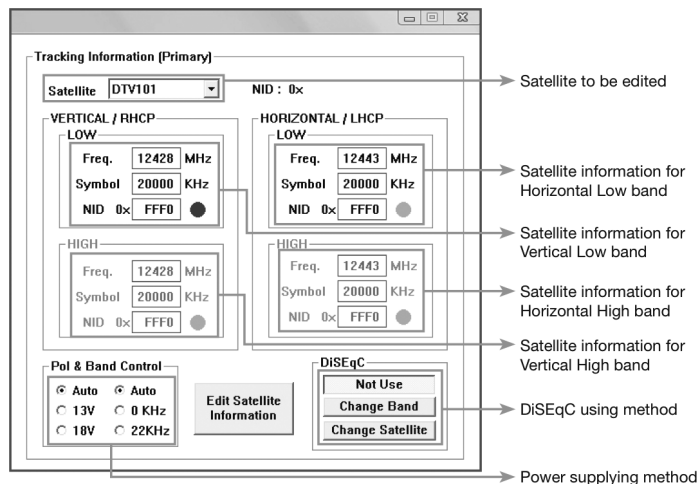 Tracking Information (Primary)
Satellite DTV101 NID : 0x
Satellite to be edited
VERTICAL / RHCP
LOW
Freq. 12428 MHz
Symbol 20000 KHz
NID 0x FFF0
HORIZONTAL / LHCP
LOW
Freq. 12443 MHz
Symbol 20000 KHz
NID 0x FFF0
Satellite information for
Horizontal Low band
Satellite information for
Vertical Low band
HIGH
Freq. 12428 MHz
Symbol 20000 KHz
NID 0x FFF0
HIGH
Freq. 12443 MHz
Symbol 20000 KHz
NID 0x FFF0
Satellite information for
Horizontal High band
Satellite information for
Vertical High band
Pol & Band Control
Auto Auto
13V 0 KHz
18V 22KHz
Edit Satellite
Information
DiSEqC
Not Use
Change Band
Change Satellite
DiSEqC using method
Power supplying method